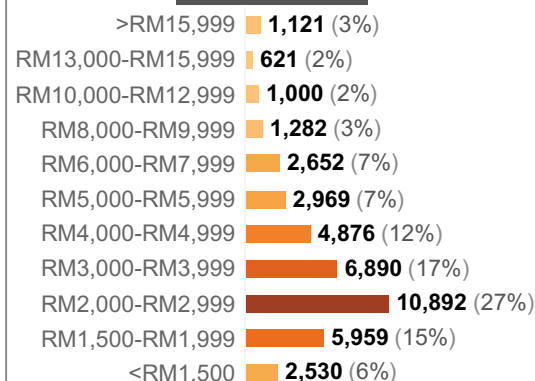 >RM15,999 1,121 (3%)
RM13,000-RM15,999 621 (2%)
RM10,000-RM12,999 1,000 (2%)
RM8,000-RM9,999 1,282 (3%)
RM6,000-RM7,999 2,652 (7%)
RM5,000-RM5,999 2,969 (7%)
RM4,000-RM4,999 4,876 (12%)
RM3,000-RM3,999 6,890 (17%)
RM2,000-RM2,999 10,892 (27%)
RM1,500-RM1,999 5,959 (15%)
<RM1,500 2,530 (6%)